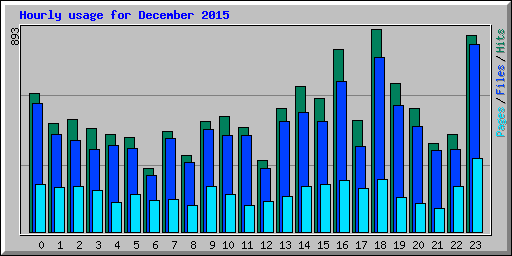 Hourly usage for December 2015
893
Pages / Files / Hits
0 1 2 3 4 5 6 7 8 9 10 11 12 13 14 15 16 17 18 19 20 21 22 23